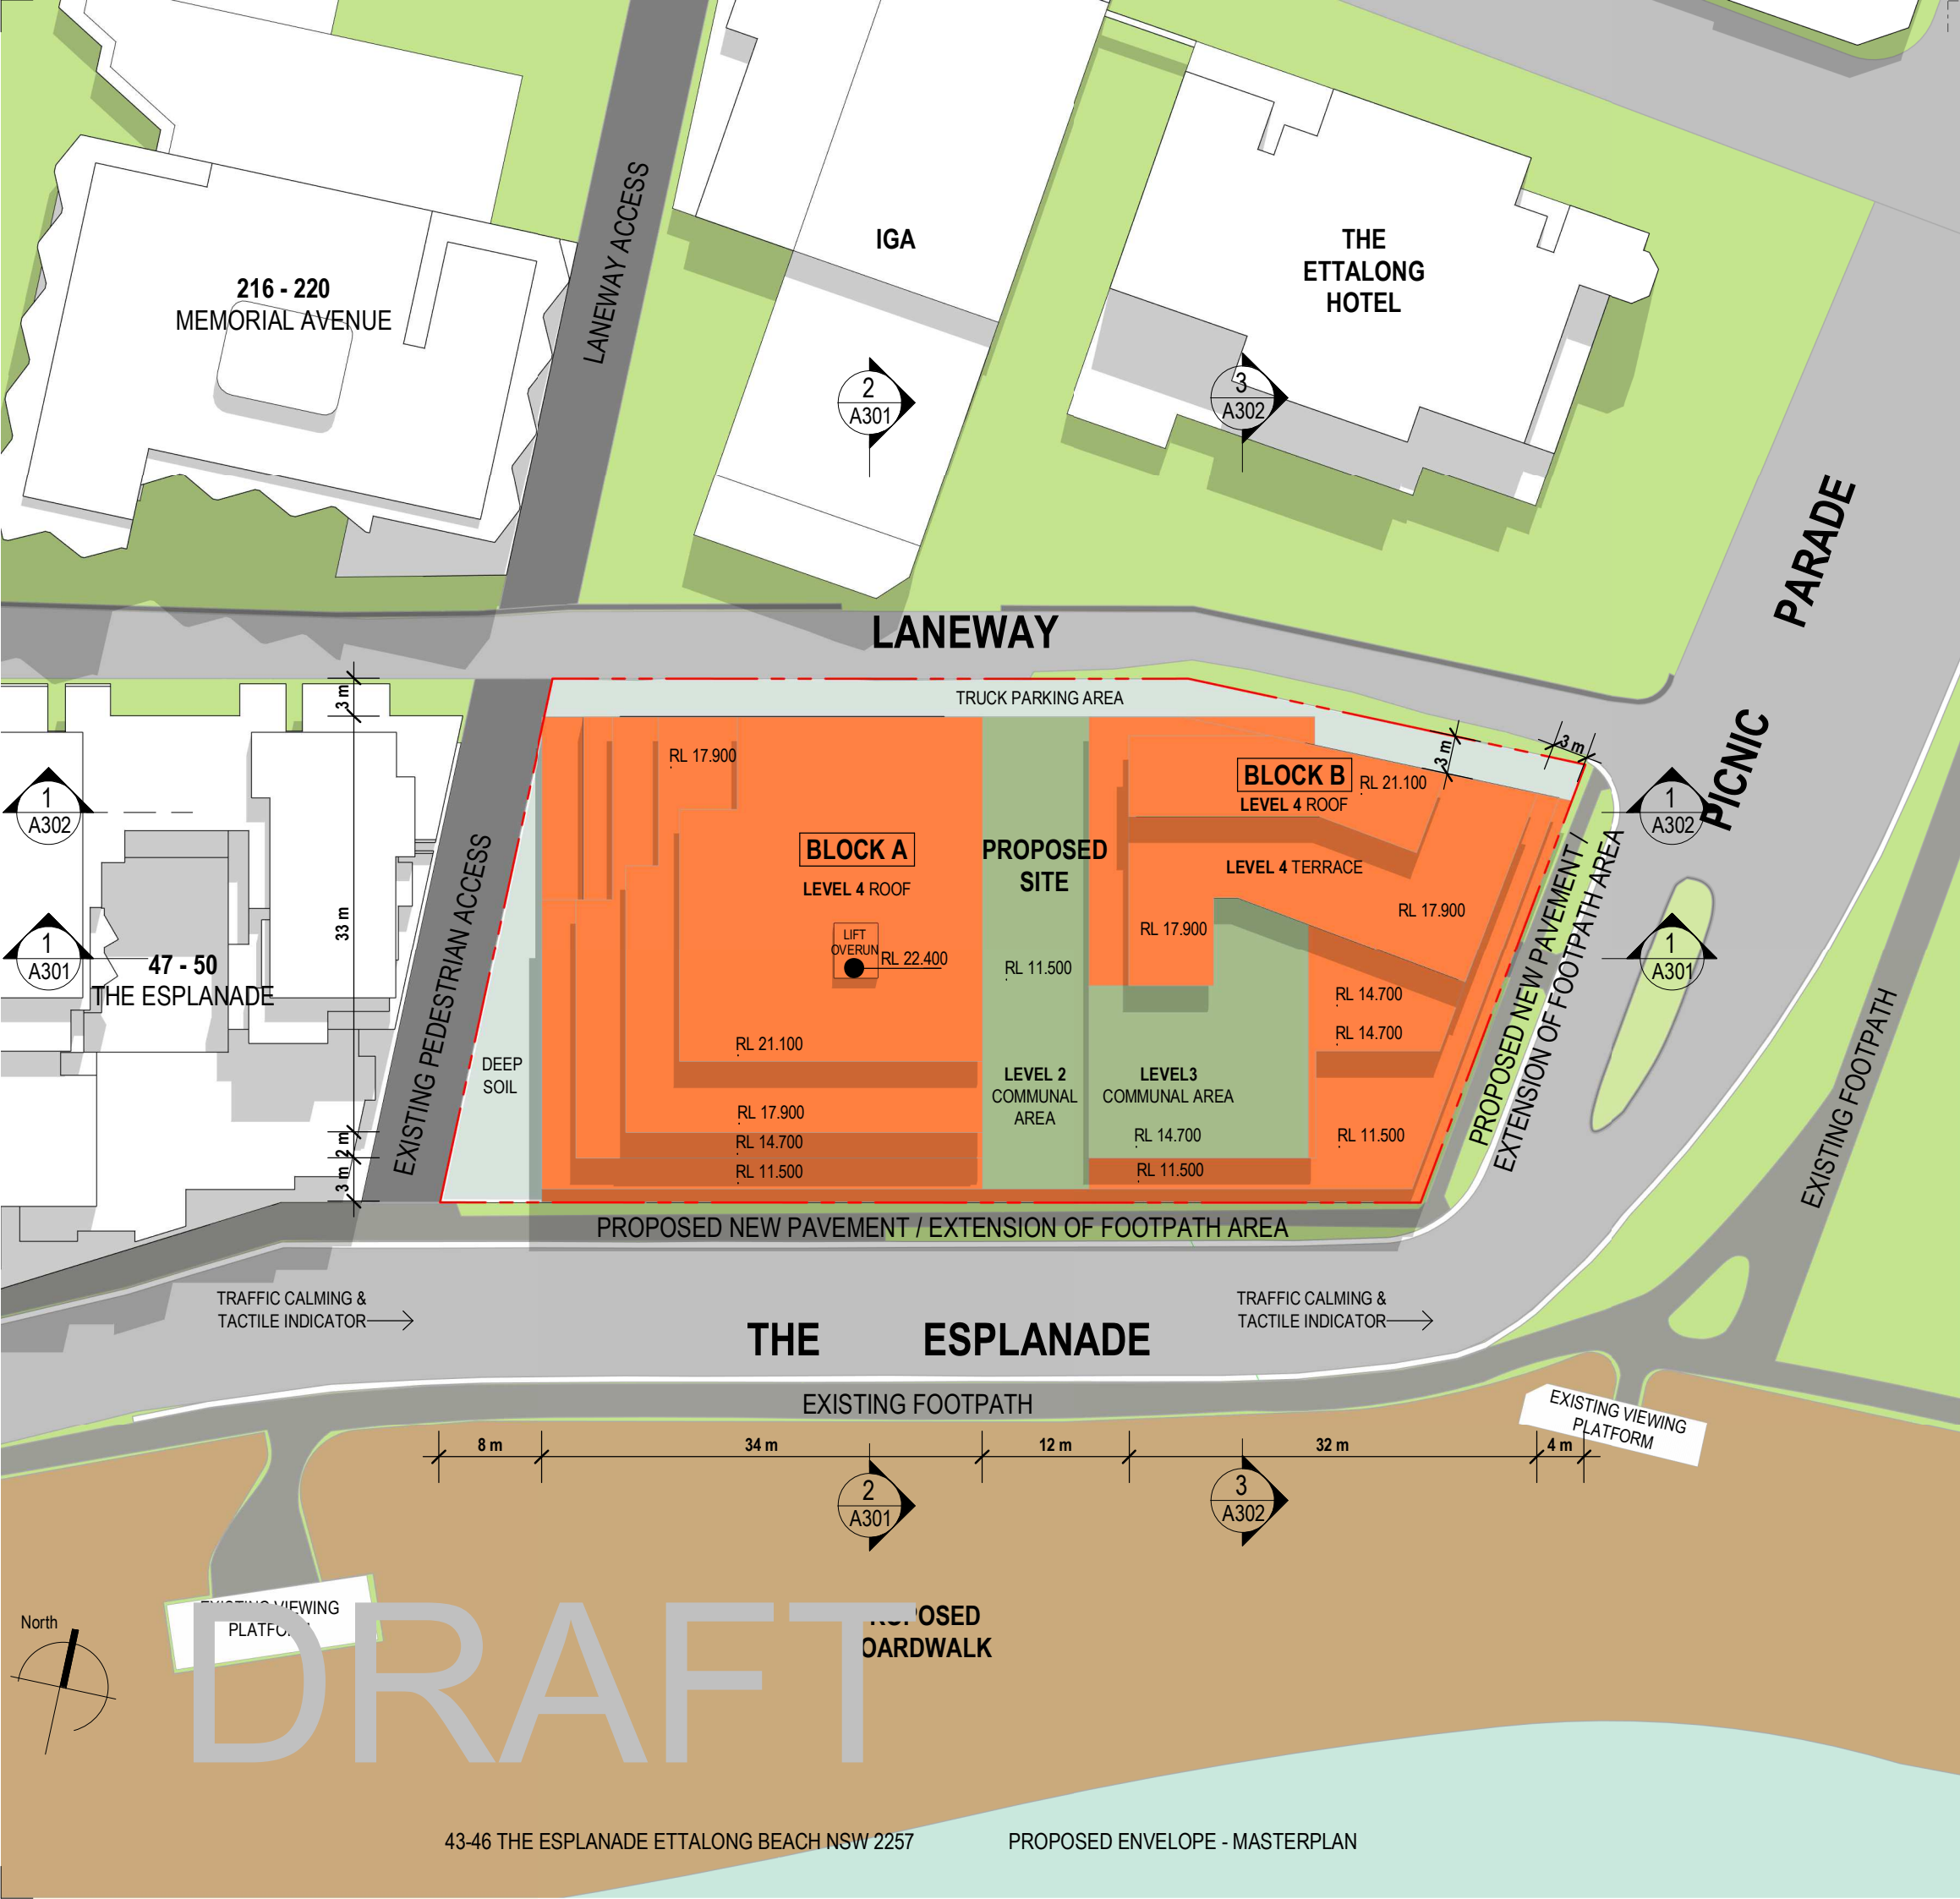 216 - 220
MEMORIAL AVENUE
LANEWAY ACCESS
IGA
THE
ETTALONG
HOTEL
2
A301
3
A302
PARADE
PICNIC
LANEWAY
TRUCK PARKING AREA
3 m
3 m
3 m
RL 17.900
BLOCK B
RL 21.100
LEVEL 4 ROOF
1
A302
1
A302
BLOCK A
LEVEL 4 ROOF
PROPOSED
SITE
LEVEL 4 TERRACE
RL 17.900
RL 17.900
33 m
1
A301
1
A301
47 - 50
THE ESPLANADE
EXISTING PEDESTRIAN ACCESS
LIFT
OVERUN
RL 22.400
RL 11.500
RL 14.700
RL 14.700
PROPOSED NEW PAVEMENT /
EXTENSION OF FOOTPATH AREA
EXISTING FOOTPATH
RL 21.100
DEEP
SOIL
LEVEL 2
COMMUNAL
AREA
LEVEL3
COMMUNAL AREA
RL 17.900
RL 14.700
RL 11.500
RL 14.700
RL 11.500
RL 11.500
2 m
3 m
PROPOSED NEW PAVEMENT / EXTENSION OF FOOTPATH AREA
TRAFFIC CALMING &
TACTILE INDICATOR
TRAFFIC CALMING &
TACTILE INDICATOR
THE ESPLANADE
EXISTING FOOTPATH
EXISTING VIEWING
PLATFORM
8 m
34 m
12 m
32 m
4 m
2
A301
3
A302
North
VIEWING
DRAFT
43-46 THE ESPLANADE ETTALONG BEACH NSW 2257
PROPOSED ENVELOPE - MASTERPLAN